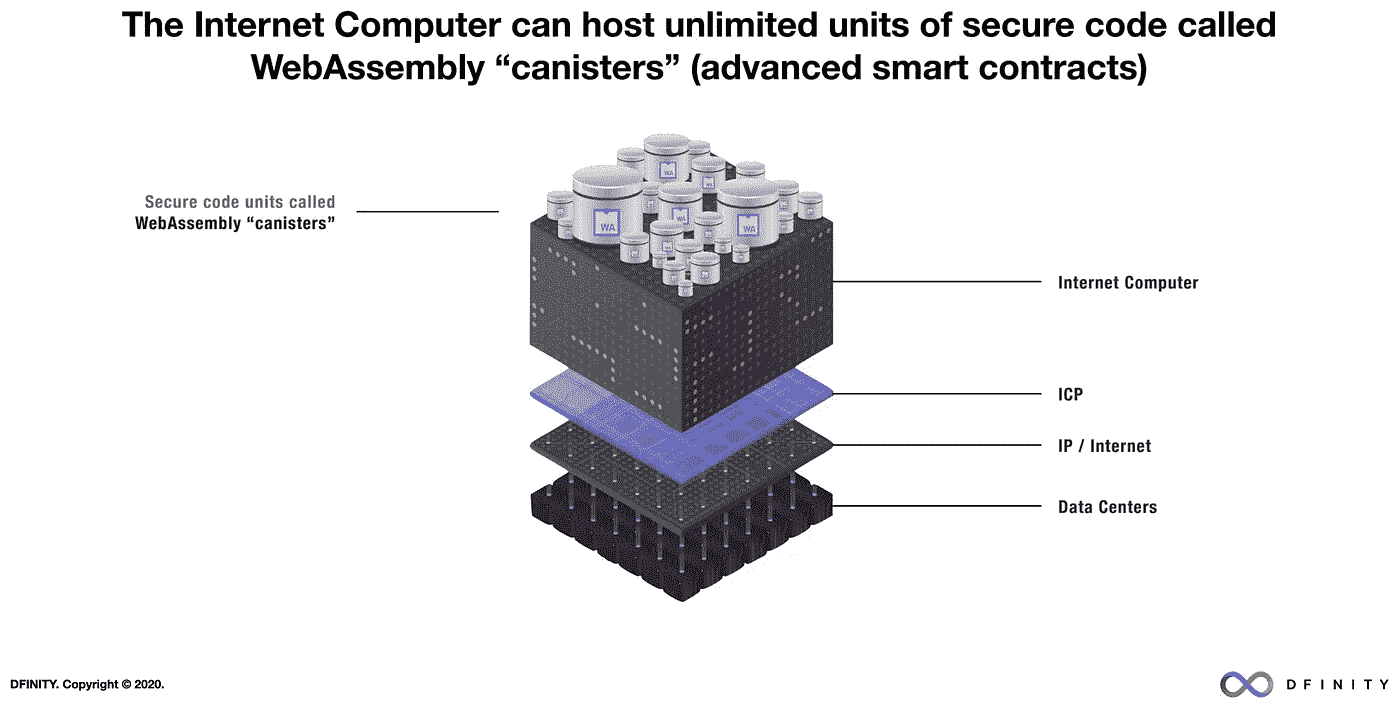 The Internet Computer can host unlimited units of secure code called
WebAssembly “canisters” (advanced smart contracts)
Secure code units called
WebAssembly “canisters”
WA
WA
WA
WA
WA
Internet Computer
ICP
IP / Internet
Data Centers
DFINITY. Copyright © 2020.
DFINITY